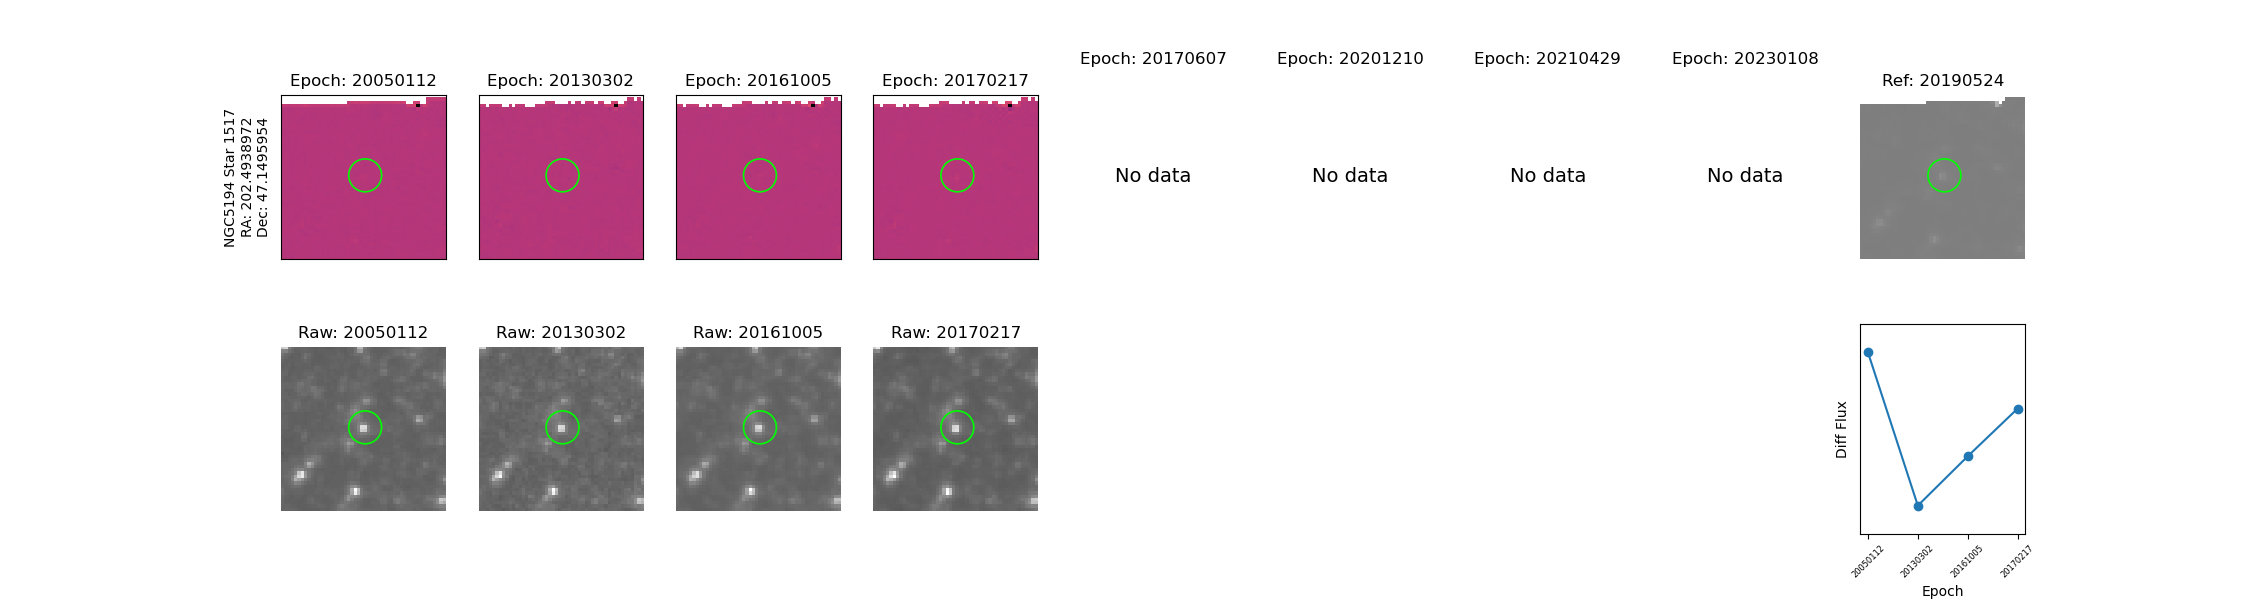 Epoch: 20050112
Epoch: 20130302
Epoch: 20161005
Epoch: 20170217
Epoch: 20170607
Epoch: 20201210
Epoch: 20210429
Epoch: 20230108
Ref: 20190524
NGC5194 Star 1517
RA: 202.4938972
Dec: 47.1495954
No data
No data
No data
No data
Raw: 20050112
Raw: 20130302
Raw: 20161005
Raw: 20170217
Diff Flux
20050112
20130302
20161005
20170217
Epoch